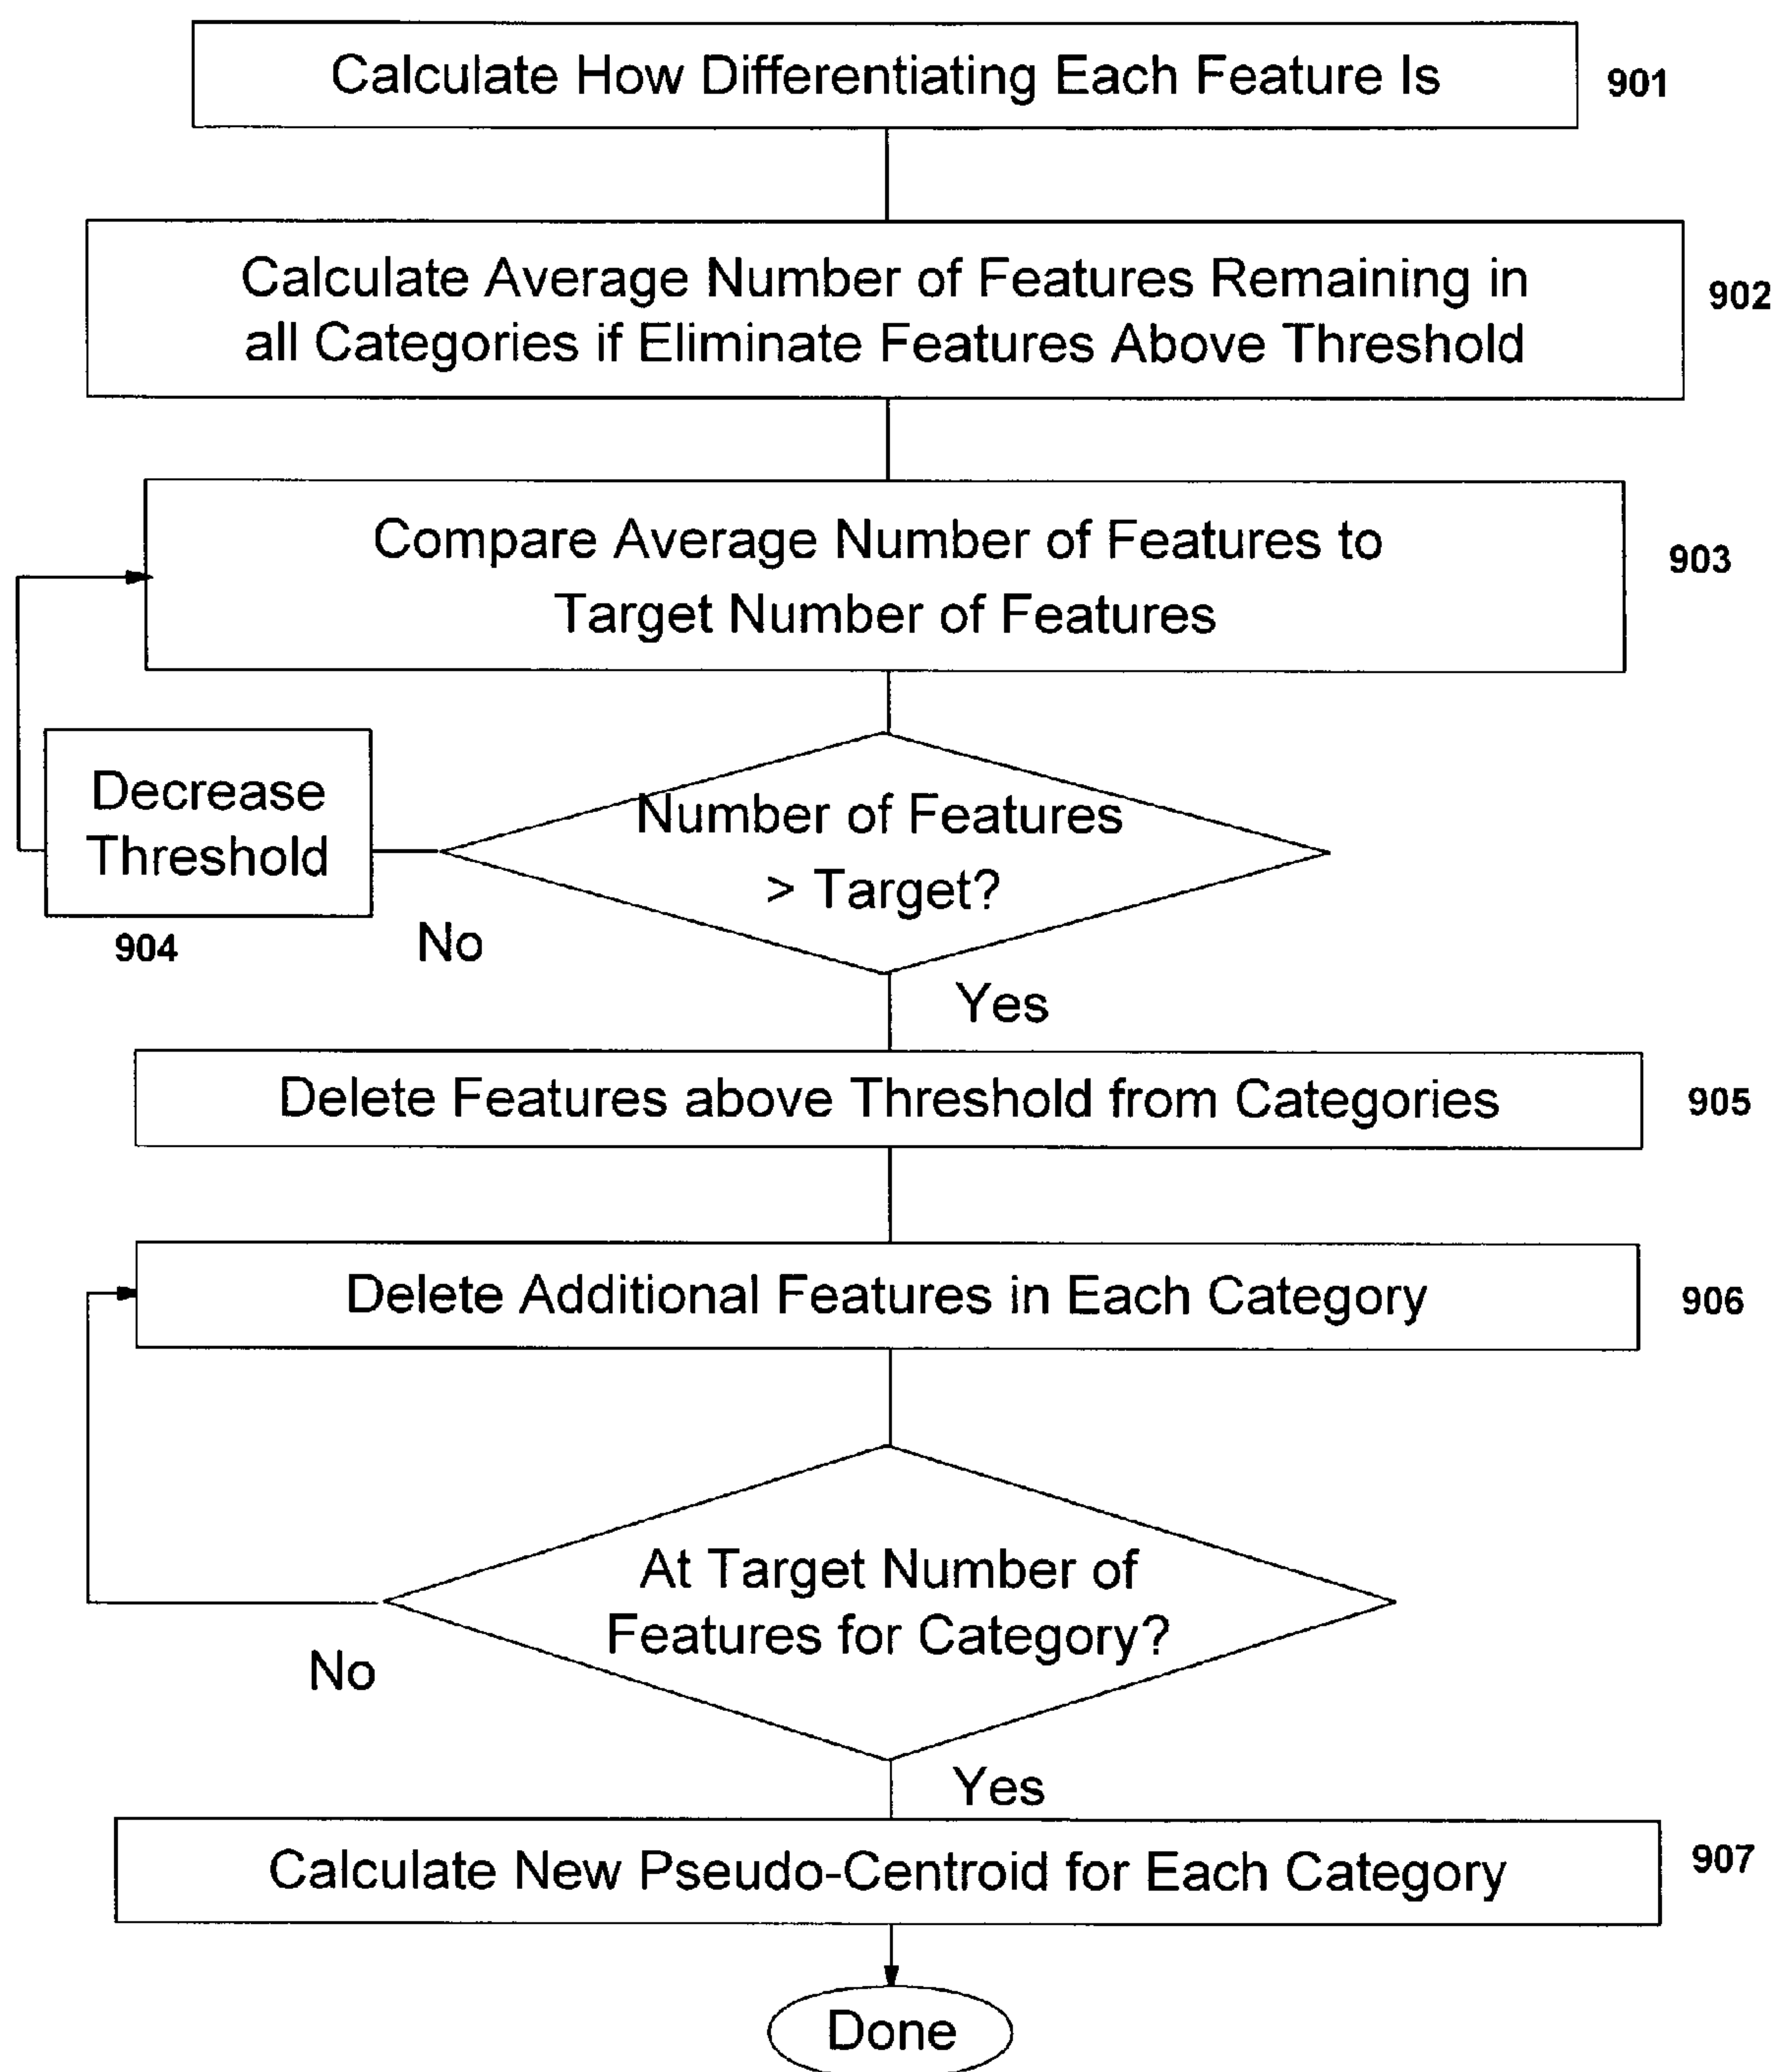 Calculate How Differentiating Each Feature Is
901
Calculate Average Number of Features Remaining in
all Categories if Eliminate Features Above Threshold
902
Compare Average Number of Features to
Target Number of Features
903
Decrease
Threshold
904
No
Number of Features
> Target?
Yes
Delete Features above Threshold from Categories
905
Delete Additional Features in Each Category
906
At Target Number of
Features for Category?
No
Yes
Calculate New Pseudo-Centroid for Each Category
907
Done